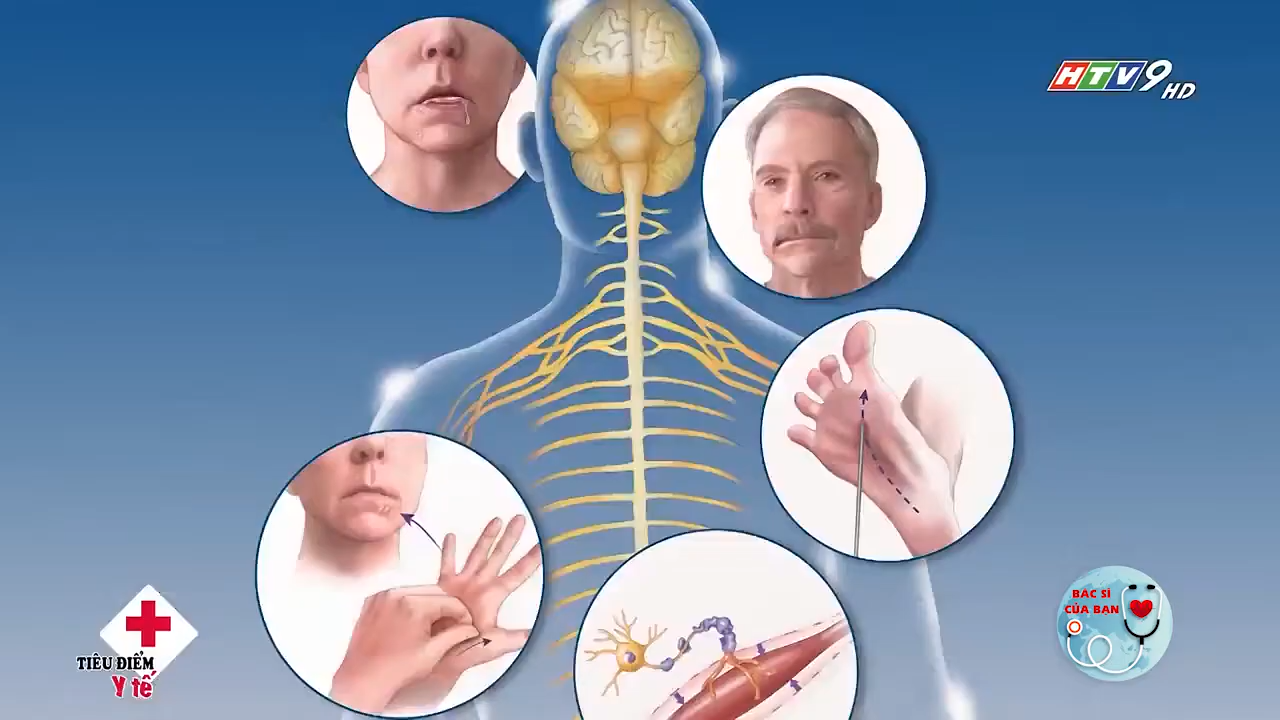 HTV9
HD
BÁC SĨ
CỦA BẠN
TIÊU ĐIỂM
Y tế